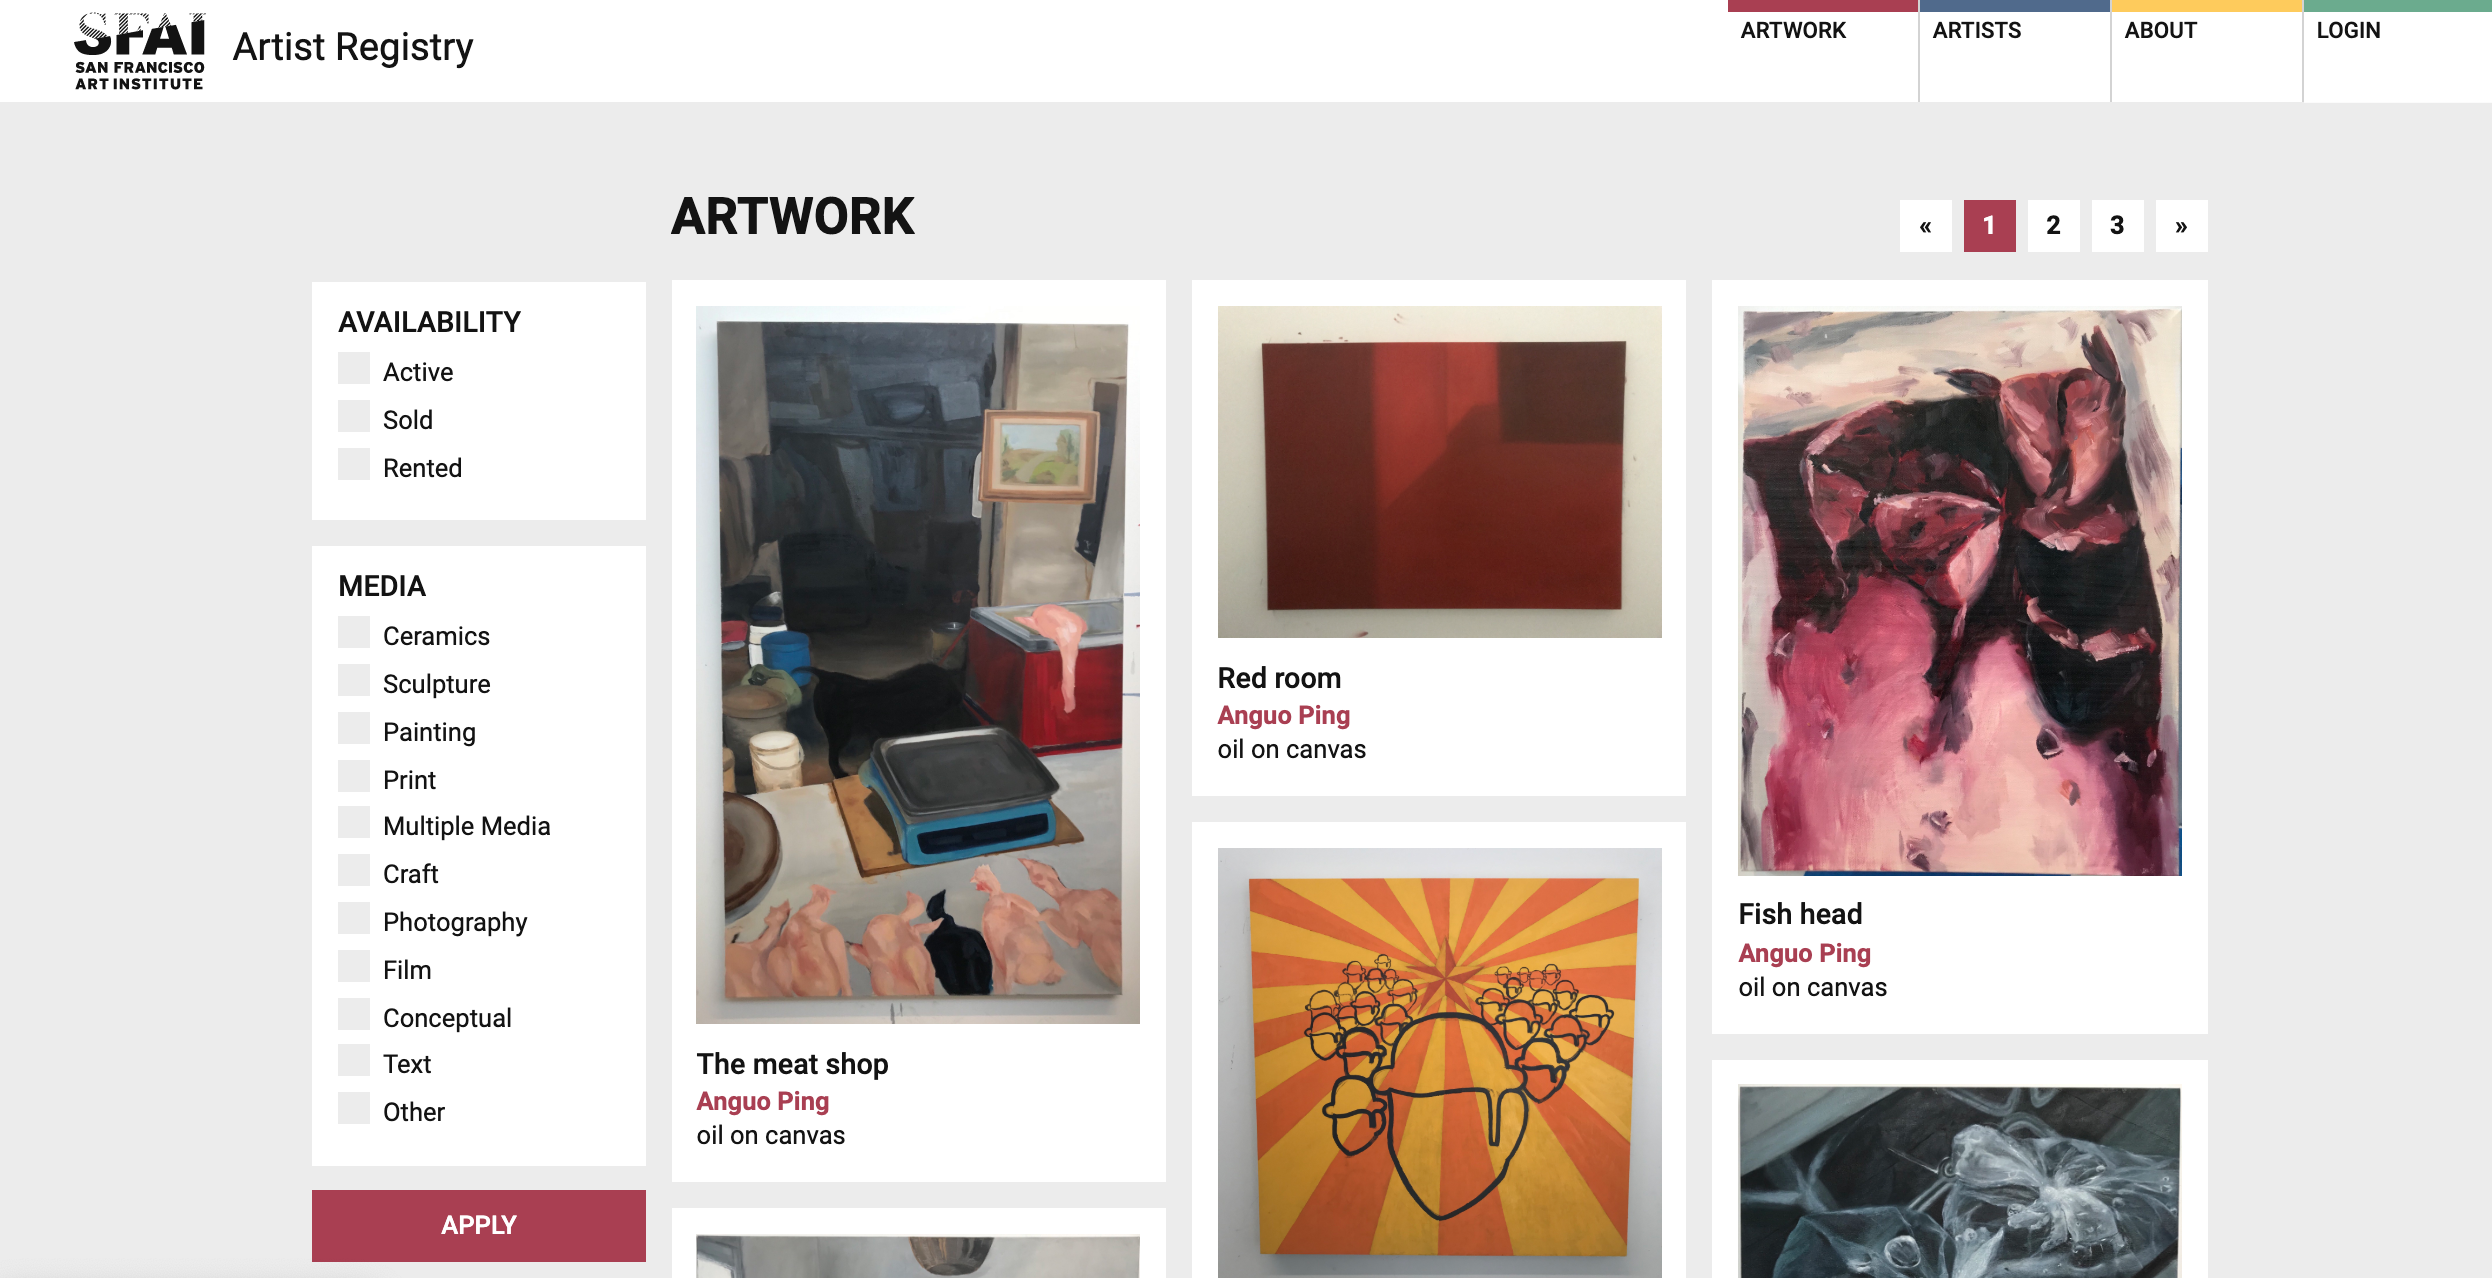 SFAI
SAN FRANCISCO
ART INSTITUTE
Artist Registry
ARTWORK
ARTISTS
ABOUT
LOGIN
ARTWORK
« 1 2 3 »
AVAILABILITY
Active
Sold
Rented
MEDIA
Ceramics
Sculpture
Painting
Print
Multiple Media
Craft
Photography
Film
Conceptual
Text
Other
APPLY
The meat shop
Anguo Ping
oil on canvas
Red room
Anguo Ping
oil on canvas
Fish head
Anguo Ping
oil on canvas